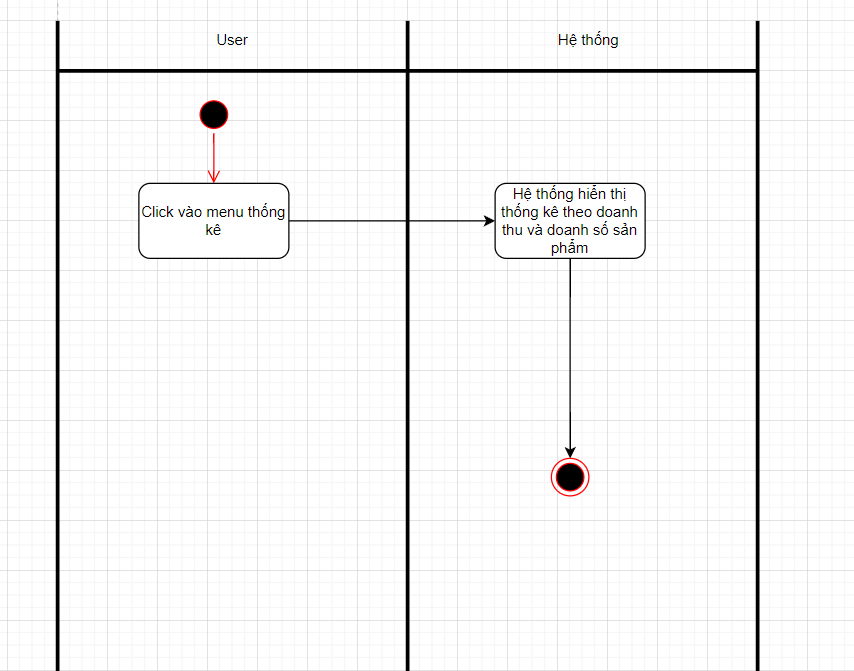 User
Hệ thống
Click vào menu thống
kê
Hệ thống hiển thị
thống kê theo doanh
thu và doanh số sản
phẩm